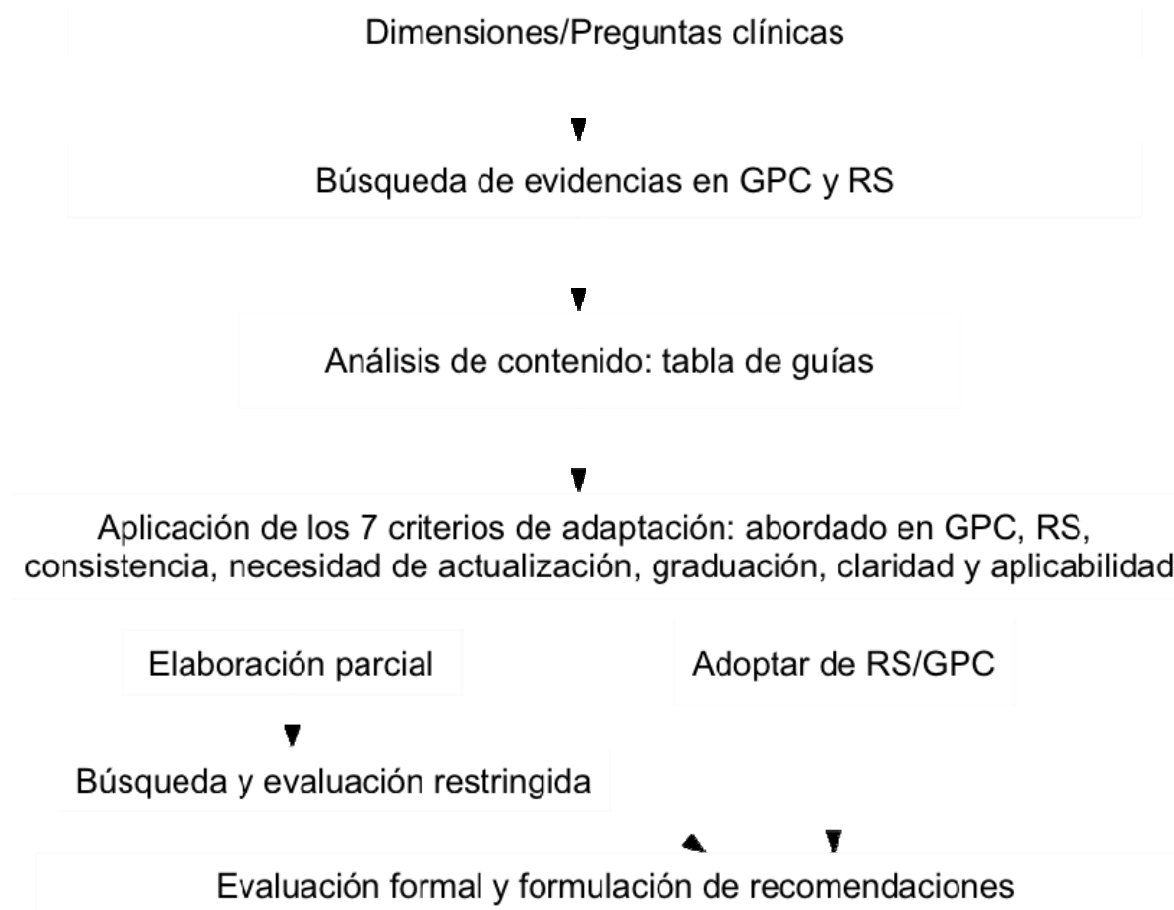 Dimensiones/Preguntas clínicas
Búsqueda de evidencias en GPC y RS
Análisis de contenido: tabla de guías
Aplicación de los 7 criterios de adaptación: abordado en GPC, RS,
consistencia, necesidad de actualización, graduación, claridad y aplicabilidad
Elaboración parcial
Adoptar de RS/GPC
Búsqueda y evaluación restringida
Evaluación formal y formulación de recomendaciones